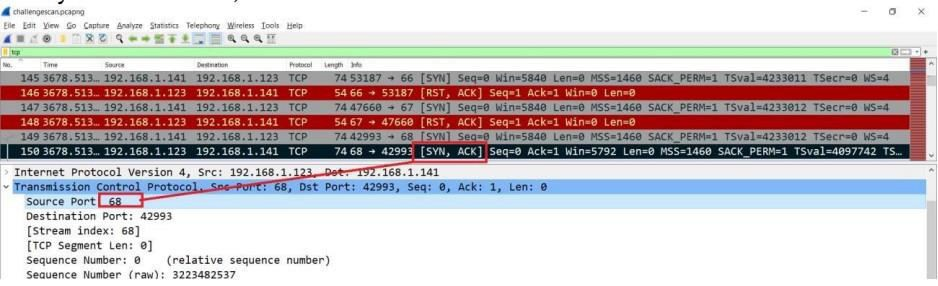 challengescan.pcapng
File Edit View Go Capture Analyze Statistics Telephony Wireless Tools Help
tcp
No. Time Source Destination Protocol Length Info
145 3678.513… 192.168.1.141 192.168.1.123 TCP 74 53187 → 66 [SYN] Seq=0 Win=5840 Len=0 MSS=1460 SACK_PERM=1 TSval=4233011 TSecr=0 WS=4
146 3678.513… 192.168.1.123 192.168.1.141 TCP 54 66 → 53187 [RST, ACK] Seq=1 Ack=1 Win=0 Len=0
147 3678.513… 192.168.1.141 192.168.1.123 TCP 74 47660 → 67 [SYN] Seq=0 Win=5840 Len=0 MSS=1460 SACK_PERM=1 TSval=4233012 TSecr=0 WS=4
148 3678.513… 192.168.1.123 192.168.1.141 TCP 54 67 → 47660 [RST, ACK] Seq=1 Ack=1 Win=0 Len=0
149 3678.513… 192.168.1.141 192.168.1.123 TCP 74 42993 → 68 [SYN] Seq=0 Win=5840 Len=0 MSS=1460 SACK_PERM=1 TSval=4233012 TSecr=0 WS=4
150 3678.513… 192.168.1.123 192.168.1.141 TCP 74 68 → 42993 [SYN, ACK] Seq=0 Ack=1 Win=5792 Len=0 MSS=1460 SACK_PERM=1 TSval=4097742 TS…
Internet Protocol Version 4, Src: 192.168.1.123, Dst: 192.168.1.141
Transmission Control Protocol, Src Port: 68, Dst Port: 42993, Seq: 0, Ack: 1, Len: 0
Source Port 68
Destination Port: 42993
[Stream index: 68]
[TCP Segment Len: 0]
Sequence Number: 0 (relative sequence number)
Sequence Number (raw): 3223482537